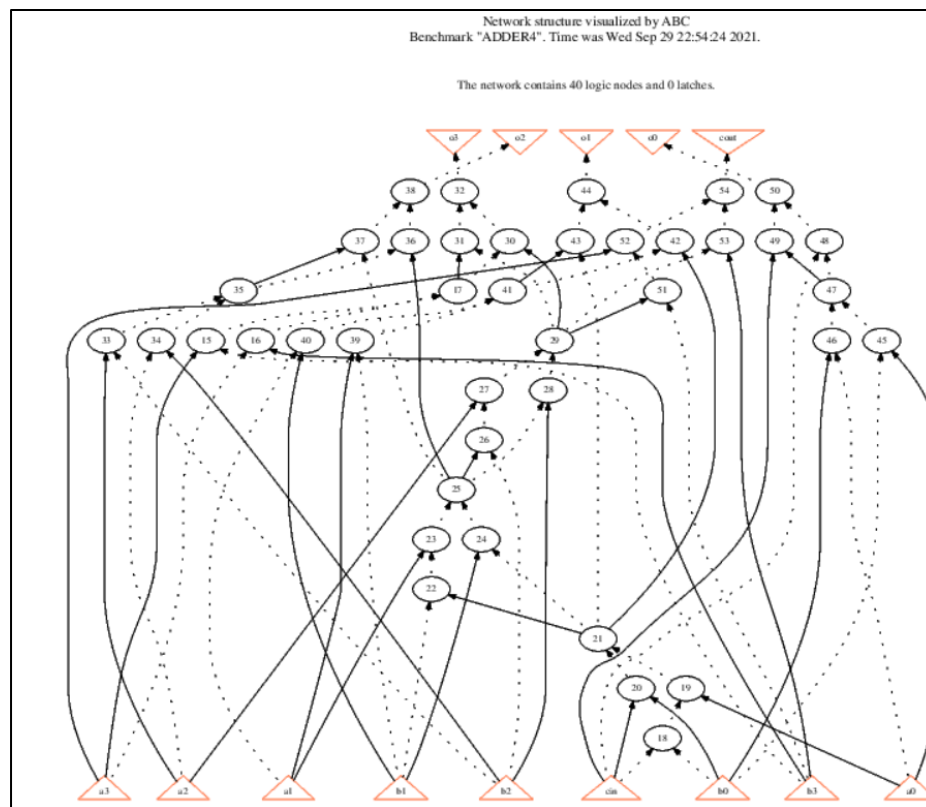 Network structure visualized by ABC
Benchmark "ADDER4". Time was Wed Sep 29 22:54:24 2021.
The network contains 40 logic nodes and 0 latches.
o3 o2 o1 o0 cout
38 32 44 54 50
37 36 31 30 43 52 42 53 49 48
35 17 41 51 47
33 34 15 16 40 39 29 46 45
27 28
26
25
23 24
22
21
20 19
18
a3 a2 a1 b1 b2 cin b0 b3 a0